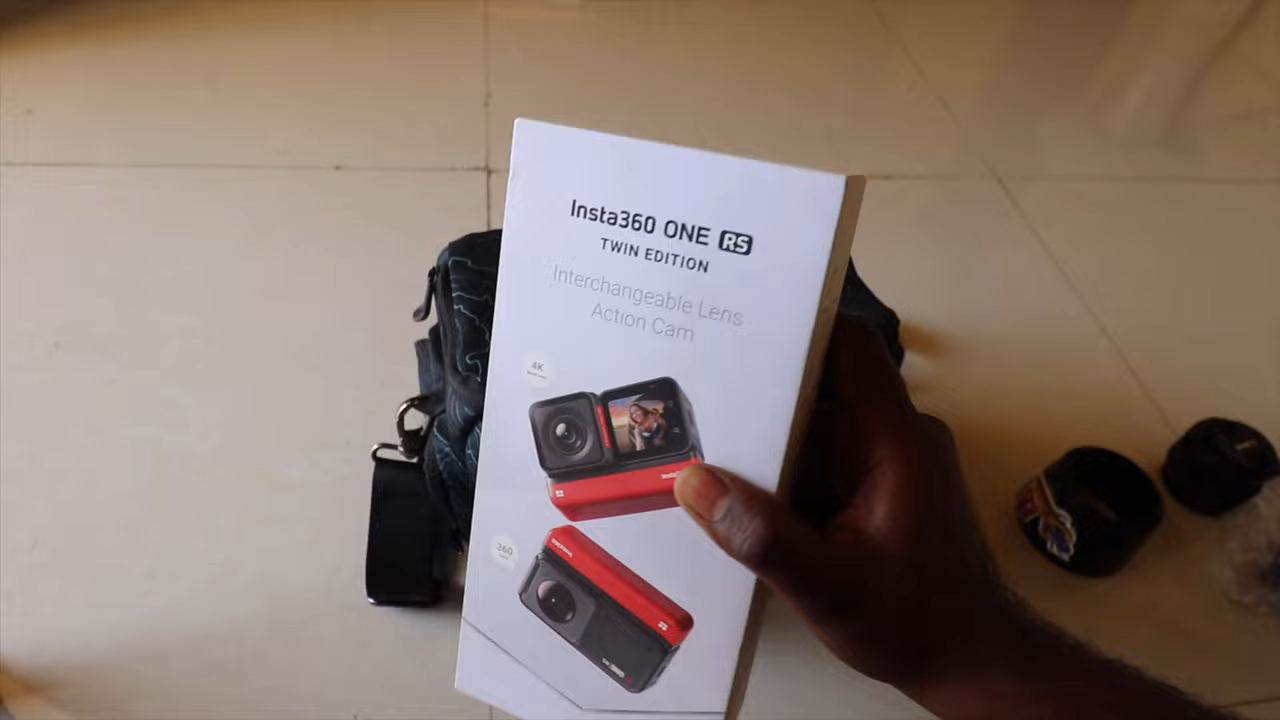 Insta360 ONE RS
TWIN EDITION
Interchangeable Lens
Action Cam
4K
360